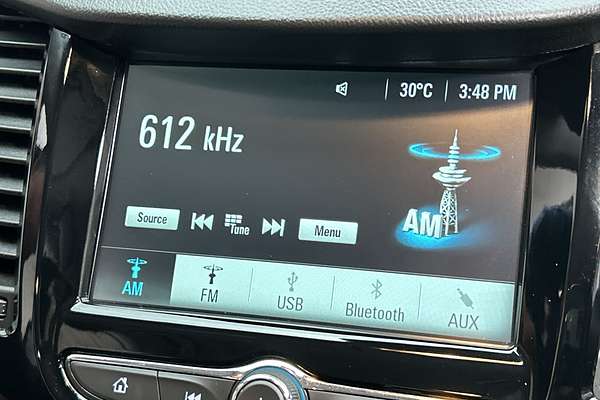 30°C 3:48 PM
612 kHz
AM
Source Tune Menu
AM FM USB Bluetooth AUX